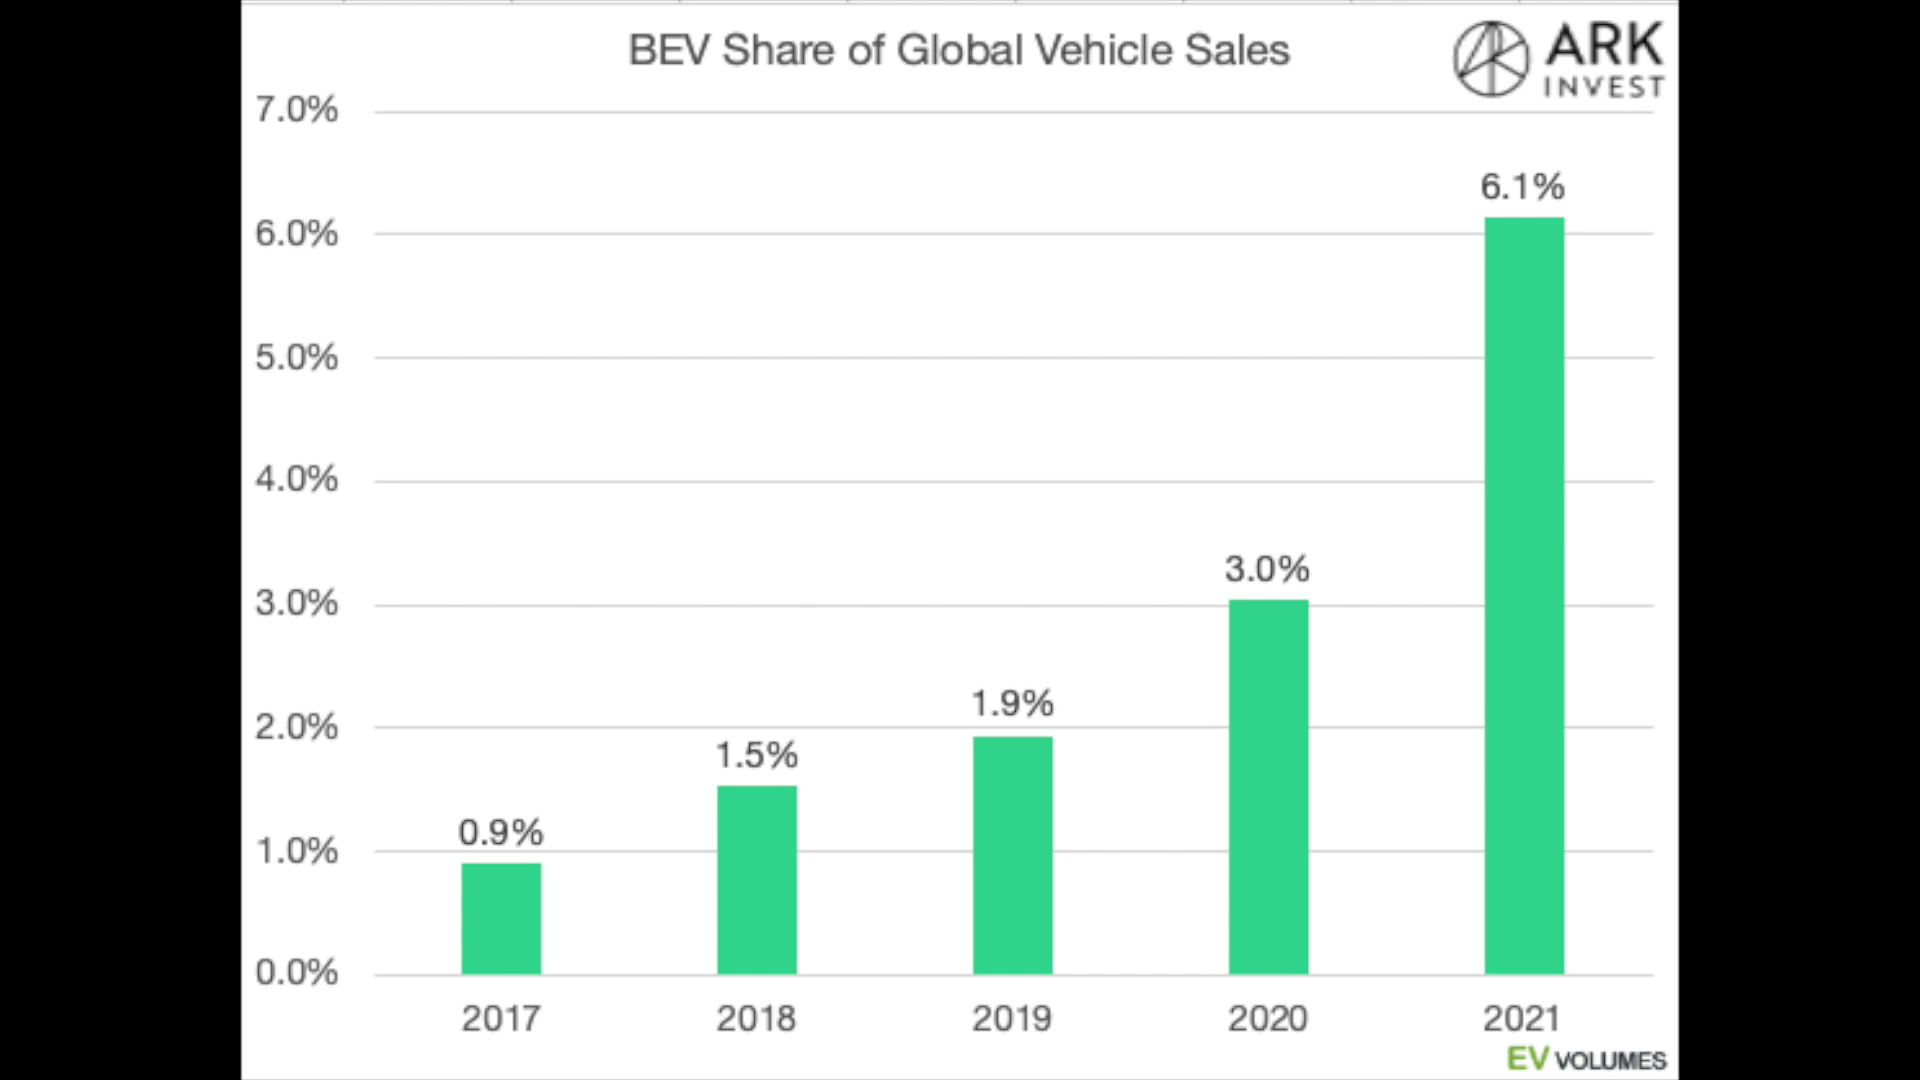 BEV Share of Global Vehicle Sales
ARK
INVEST
7.0%
6.1%
6.0%
5.0%
4.0%
3.0%
3.0%
1.9%
2.0%
1.5%
0.9%
1.0%
0.0%
2017 2018 2019 2020 2021
EV VOLUMES